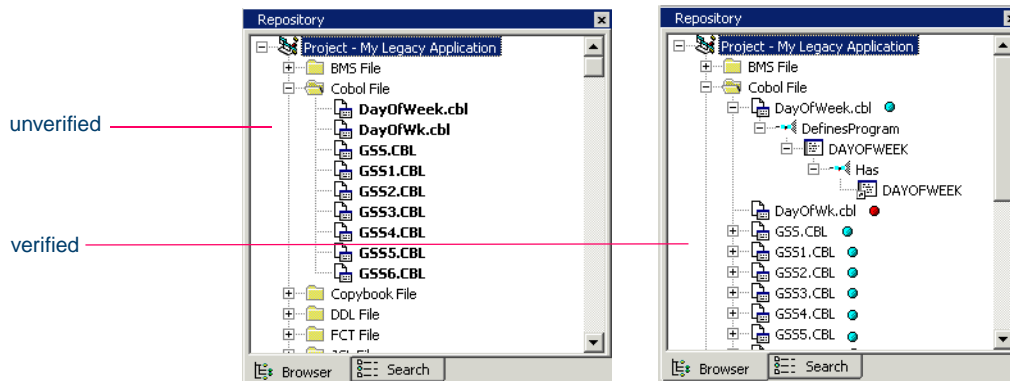 unverified
verified
Repository
Project - My Legacy Application
BMS File
Cobol File
DayOfWeek.cbl
DayOfWk.cbl
GSS.CBL
GSS1.CBL
GSS2.CBL
GSS3.CBL
GSS4.CBL
GSS5.CBL
GSS6.CBL
Copybook File
DDL File
FCT File
JCL File
Browser
Search
Repository
Project - My Legacy Application
BMS File
Cobol File
DayOfWeek.cbl
DefinesProgram
DAYOFWEEK
Has
DAYOFWEEK
DayOfWk.cbl
GSS.CBL
GSS1.CBL
GSS2.CBL
GSS3.CBL
GSS4.CBL
GSS5.CBL
Browser
Search